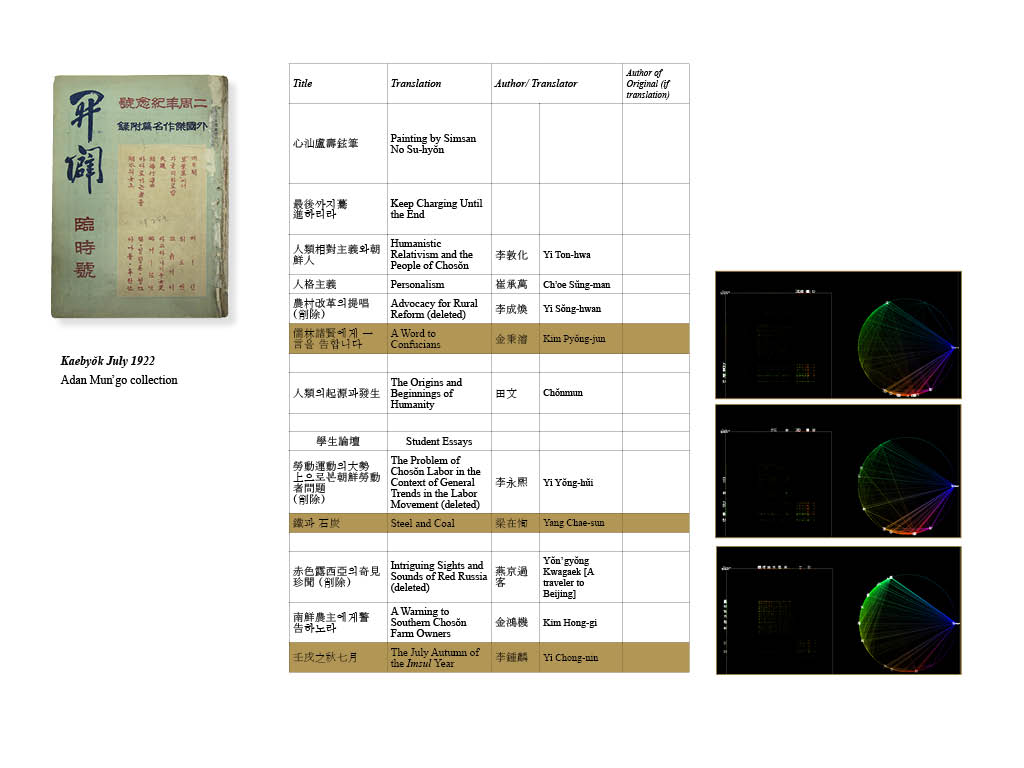 開闢
臨時號
二周年紀念號
外國傑作名篇附錄
Kaebyŏk July 1922
Adan Mun’go collection
Title
Translation
Author/ Translator
Author of
Original (if
translation)
心汕盧壽鉉筆
Painting by Simsan
No Su-hyŏn
最後까지驀
進하리라
Keep Charging Until
the End
人類相對主義와朝
鮮人
Humanistic
Relativism and the
People of Chosŏn
李敦化
Yi Ton-hwa
人格主義
Personalism
崔承萬
Ch'oe Sŭng-man
農村改革의提唱
(削除)
Advocacy for Rural
Reform (deleted)
李成煥
Yi Sŏng-hwan
儒林諸賢에게 一
言을 告합니다
A Word to
Confucians
金秉濬
Kim Pyŏng-jun
人類의起源과發生
The Origins and
Beginnings of
Humanity
田文
Chŏnmun
學生論壇
Student Essays
勞動運動의大勢
上으로본朝鮮勞動
者問題
(削除)
The Problem of
Chosŏn Labor in the
Context of General
Trends in the Labor
Movement (deleted)
李永熙
Yi Yŏng-hŭi
鐵과 石炭
Steel and Coal
梁在恂
Yang Chae-sun
赤色露西亞의奇見
珍聞 (削除)
Intriguing Sights and
Sounds of Red Russia
(deleted)
燕京過
客
Yŏn’gyŏng
Kwagaek [A
traveler to
Beijing]
南鮮農主에게警
告하노라
A Warning to
Southern Chosŏn
Farm Owners
金鴻機
Kim Hong-gi
壬戌之秋七月
The July Autumn of
the Imsul Year
李鍾麟
Yi Chong-nin